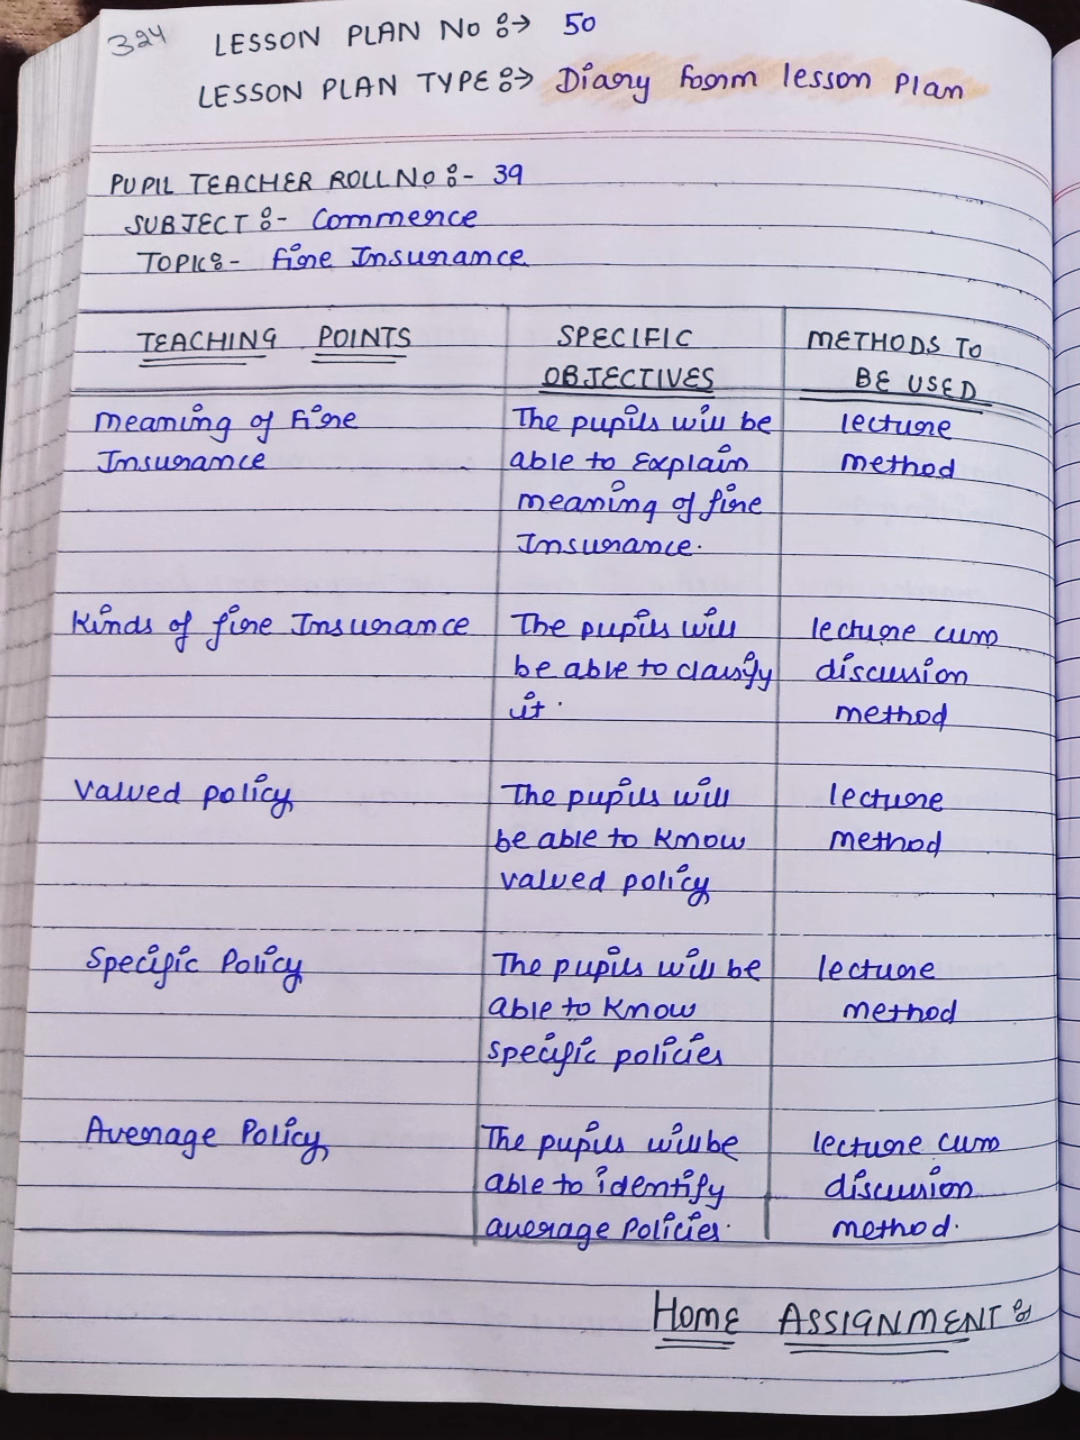 324
LESSON PLAN NO :→ 50
LESSON PLAN TYPE :→ Diary form lesson Plan
PUPIL TEACHER ROLL NO :- 39
SUBJECT :- Commerce
TOPIC :- fire Insurance
TEACHING POINTS
SPECIFIC
OBJECTIVES
METHODS TO
BE USED
Meaning of Fire
Insurance
The pupils will be
able to Explain
meaning of fire
Insurance.
lecture
method
Kinds of fire Insurance
The pupils will
be able to classify
it.
lecture cum
discussion
method
Valued policy
The pupils will
be able to Know
valued policy
lecture
method
Specific Policy
The pupils will be
able to Know
specific policies
lecture
method
Average Policy
The pupils will be
able to identify
average Policies.
lecture cum
discussion
method.
HOME ASSIGNMENT :-